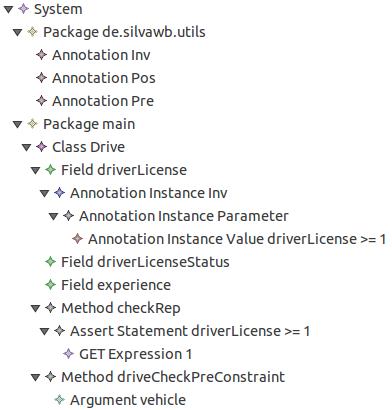 System
Package de.silvawb.utils
Annotation Inv
Annotation Pos
Annotation Pre
Package main
Class Drive
Field driverLicense
Annotation Instance Inv
Annotation Instance Parameter
Annotation Instance Value driverLicense >= 1
Field driverLicenseStatus
Field experience
Method checkRep
Assert Statement driverLicense >= 1
GET Expression 1
Method driveCheckPreConstraint
Argument vehicle